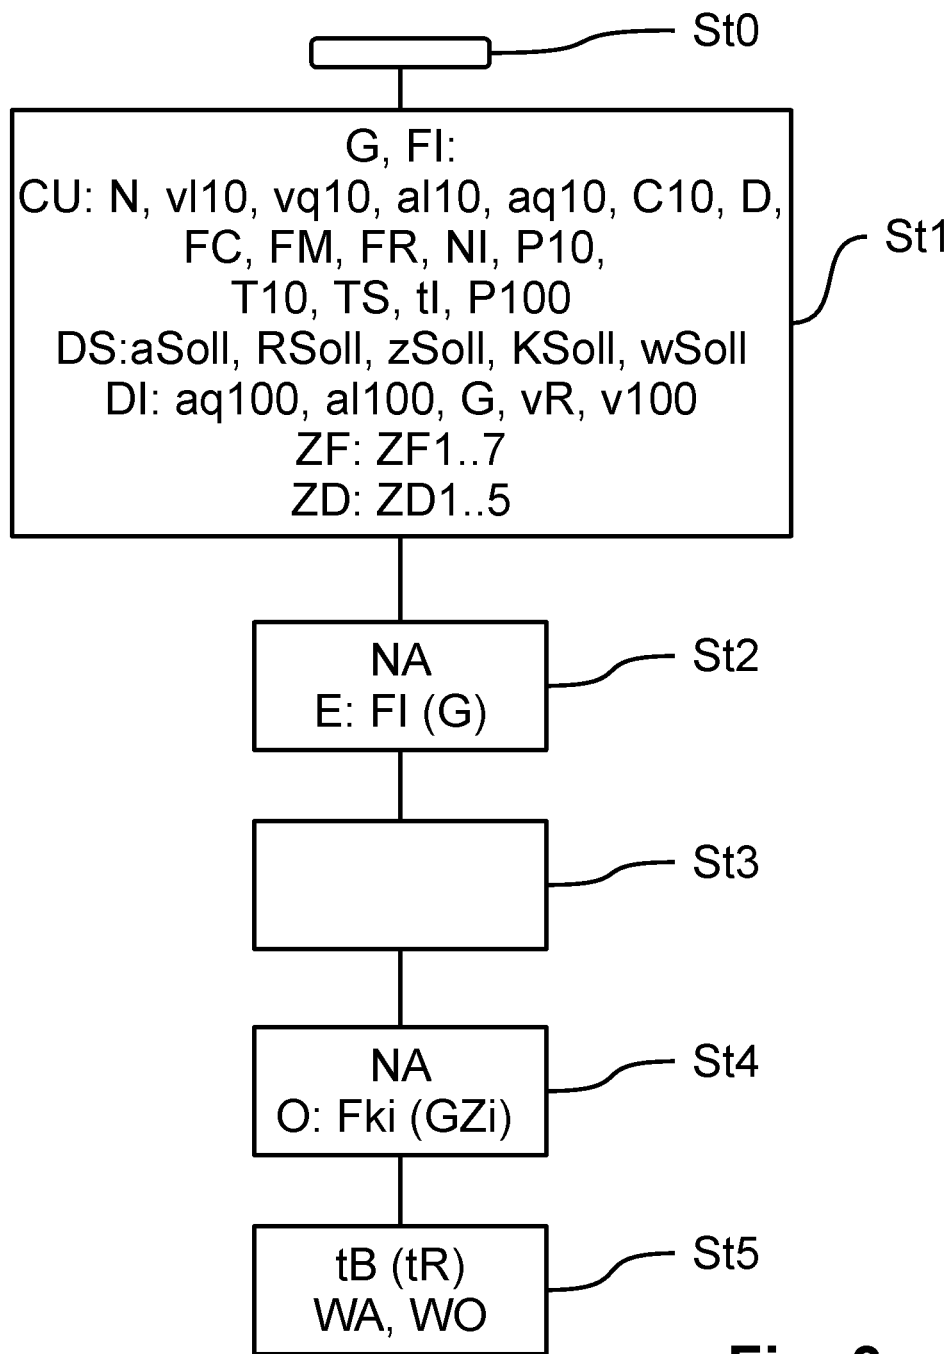 St0
G, FI:
CU: N, vl10, vq10, al10, aq10, C10, D,
FC, FM, FR, NI, P10,
T10, TS, tI, P100
DS:aSoll, RSoll, zSoll, KSoll, wSoll
DI: aq100, al100, G, vR, v100
ZF: ZF1..7
ZD: ZD1..5
St1
NA
E: FI (G)
St2
St3
NA
O: Fki (GZi)
St4
tB (tR)
WA, WO
St5